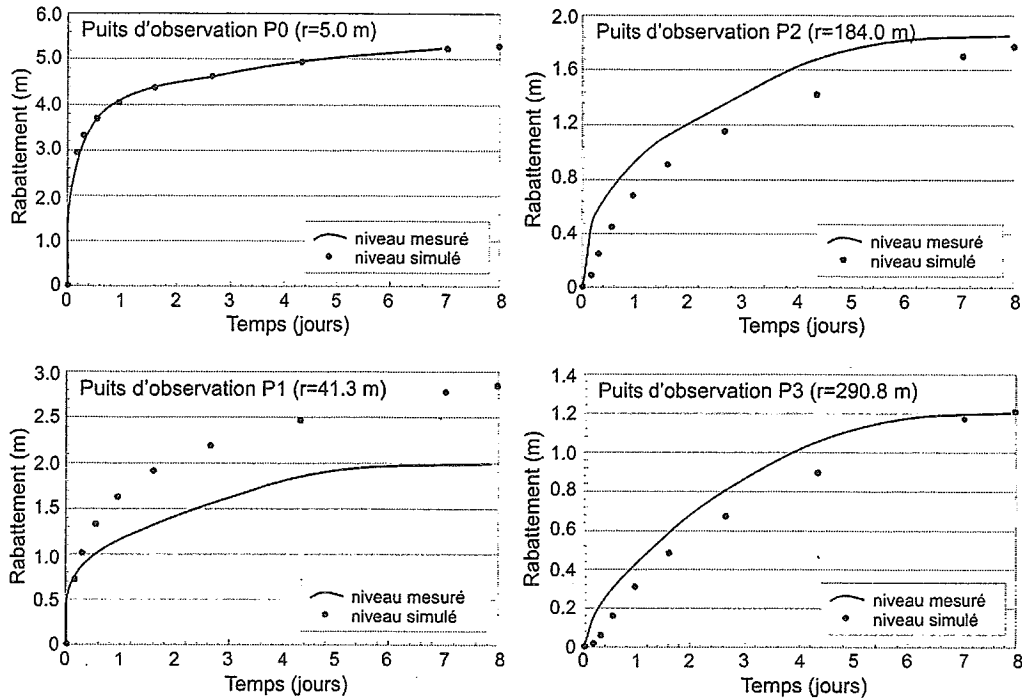 Puits d'observation P0 (r=5.0 m)
6.0
5.0
4.0
3.0
2.0
1.0
0
Rabattement (m)
niveau mesuré
niveau simulé
0 1 2 3 4 5 6 7 8
Temps (jours)
Puits d'observation P2 (r=184.0 m)
2.0
1.6
1.2
0.8
0.4
0
Rabattement (m)
niveau mesuré
niveau simulé
0 1 2 3 4 5 6 7 8
Temps (jours)
Puits d'observation P1 (r=41.3 m)
3.0
2.5
2.0
1.5
1.0
0.5
0
Rabattement (m)
niveau mesuré
niveau simulé
0 1 2 3 4 5 6 7 8
Temps (jours)
Puits d'observation P3 (r=290.8 m)
1.4
1.2
1.0
0.8
0.6
0.4
0.2
0
Rabattement (m)
niveau mesuré
niveau simulé
0 1 2 3 4 5 6 7 8
Temps (jours)